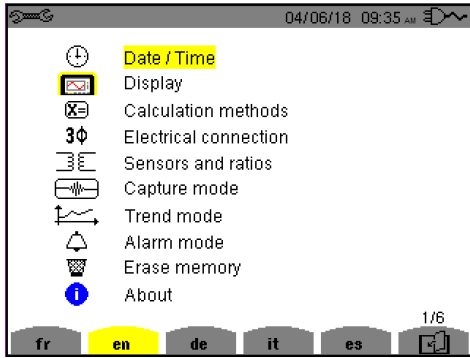 04/06/18 09:35 AM
Date / Time
Display
X= Calculation methods
3Φ Electrical connection
Sensors and ratios
Capture mode
Trend mode
Alarm mode
Erase memory
i About
1/6
fr en de it es